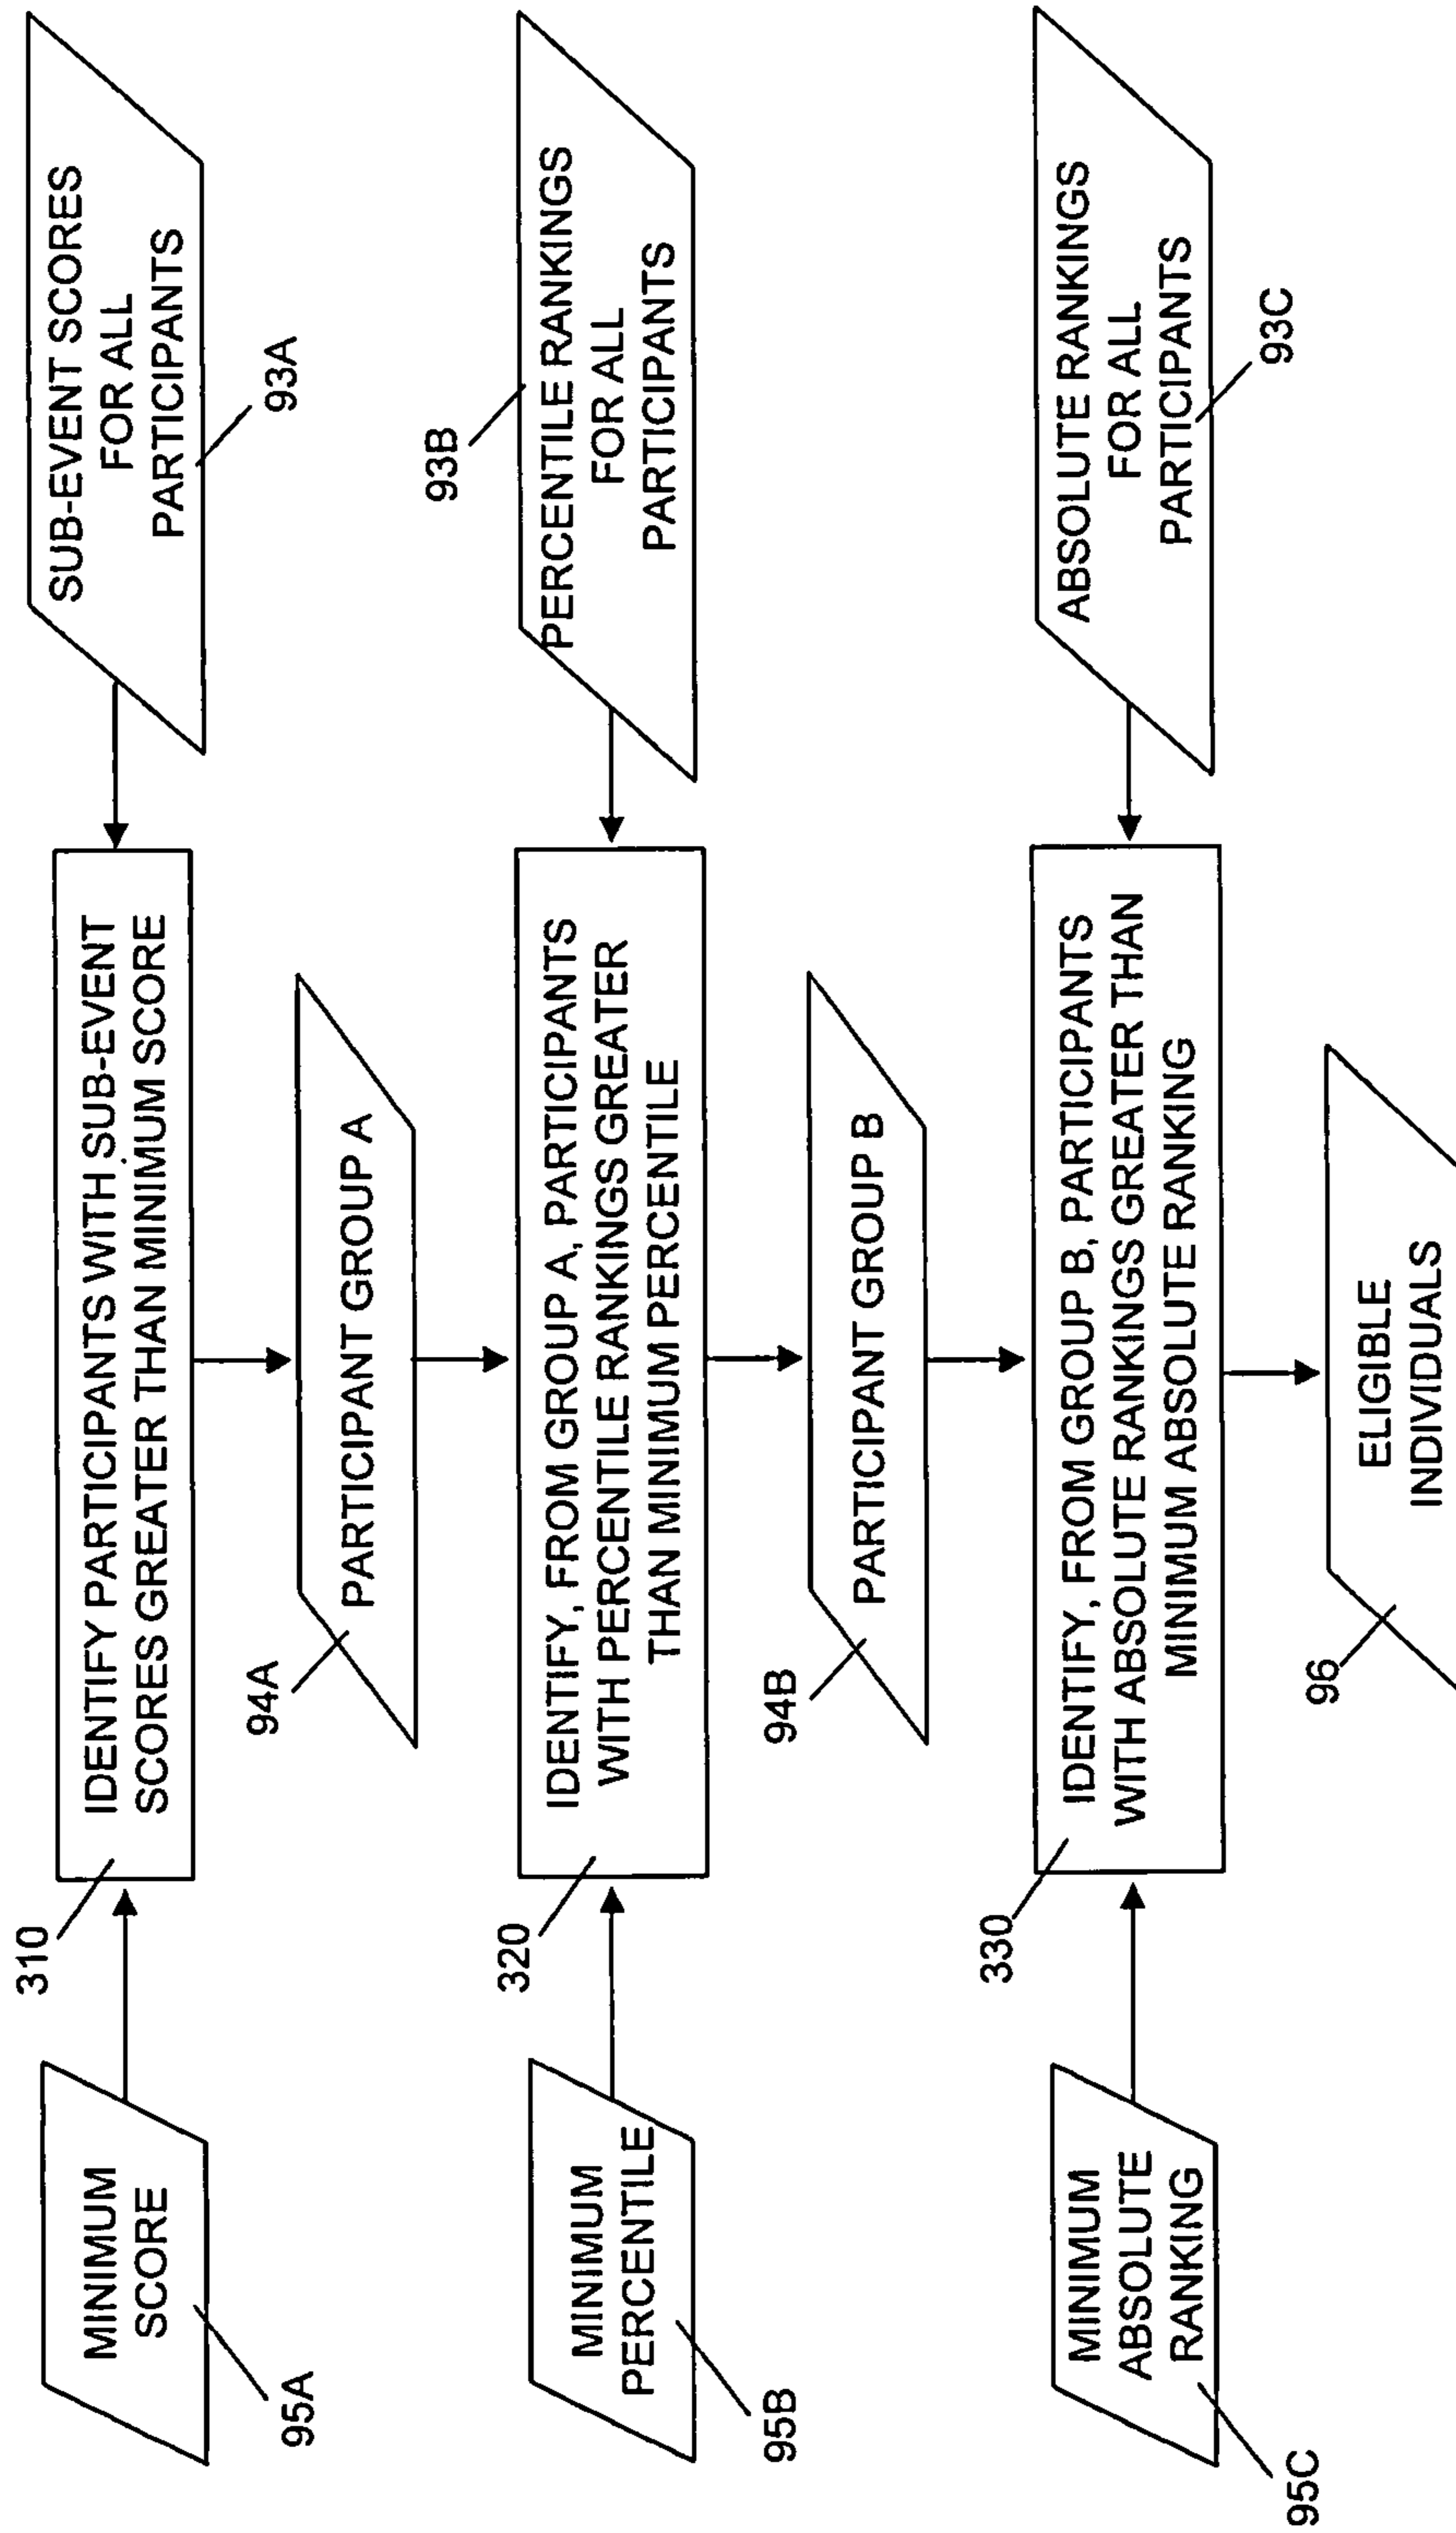 MINIMUM
SCORE
95A
310
IDENTIFY PARTICIPANTS WITH SUB-EVENT
SCORES GREATER THAN MINIMUM SCORE
SUB-EVENT SCORES
FOR ALL
PARTICIPANTS
93A
94A
PARTICIPANT GROUP A
MINIMUM
PERCENTILE
95B
320
IDENTIFY, FROM GROUP A, PARTICIPANTS
WITH PERCENTILE RANKINGS GREATER
THAN MINIMUM PERCENTILE
93B
PERCENTILE RANKINGS
FOR ALL
PARTICIPANTS
94B
PARTICIPANT GROUP B
MINIMUM
ABSOLUTE
RANKING
95C
330
IDENTIFY, FROM GROUP B, PARTICIPANTS
WITH ABSOLUTE RANKINGS GREATER THAN
MINIMUM ABSOLUTE RANKING
ABSOLUTE RANKINGS
FOR ALL
PARTICIPANTS
93C
96
ELIGIBLE
INDIVIDUALS